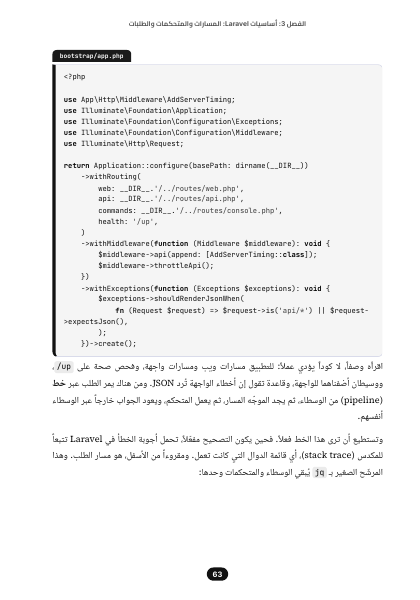 الفصل 3: أساسيات Laravel: المسارات والمتحكمات والطلبات
bootstrap/app.php
<?php
use App\Http\Middleware\AddServerTiming;
use Illuminate\Foundation\Application;
use Illuminate\Foundation\Configuration\Exceptions;
use Illuminate\Foundation\Configuration\Middleware;
use Illuminate\Http\Request;
return Application::configure(basePath: dirname(__DIR__))
->withRouting(
web: __DIR__.'/../routes/web.php',
api: __DIR__.'/../routes/api.php',
commands: __DIR__.'/../routes/console.php',
health: '/up',
)
->withMiddleware(function (Middleware $middleware): void {
$middleware->api(append: [AddServerTiming::class]);
$middleware->throttleApi();
})
->withExceptions(function (Exceptions $exceptions): void {
$exceptions->shouldRenderJsonWhen(
fn (Request $request) => $request->is('api/*') || $request-
>expectsJson(),
);
})->create();
اقرأه وصفاً، لا كوداً يؤدي عملاً: للتطبيق مسارات ويب ومسارات واجهة، وفحص صحة على /up،
ووسيطان أضفناهما للواجهة، وقاعدة تقول إن أخطاء الواجهة تُرد JSON. ومن هناك يمر الطلب عبر خط
(pipeline) من الوسطاء، ثم يجد الموجّه المسار، ثم يعمل المتحكم، ويعود الجواب خارجاً عبر الوسطاء
أنفسهم.
وتستطيع أن ترى هذا الخط فعلاً. فحين يكون التصحيح مفعّلاً، تحمل أجوبة الخطأ في Laravel تتبعاً
للمكدس (stack trace)، أي قائمة الدوال التي كانت تعمل. ومقروءاً من الأسفل، هو مسار الطلب. وهذا
المرشّح الصغير بـ jq يُبقي الوسطاء والمتحكمات وحدها:
63